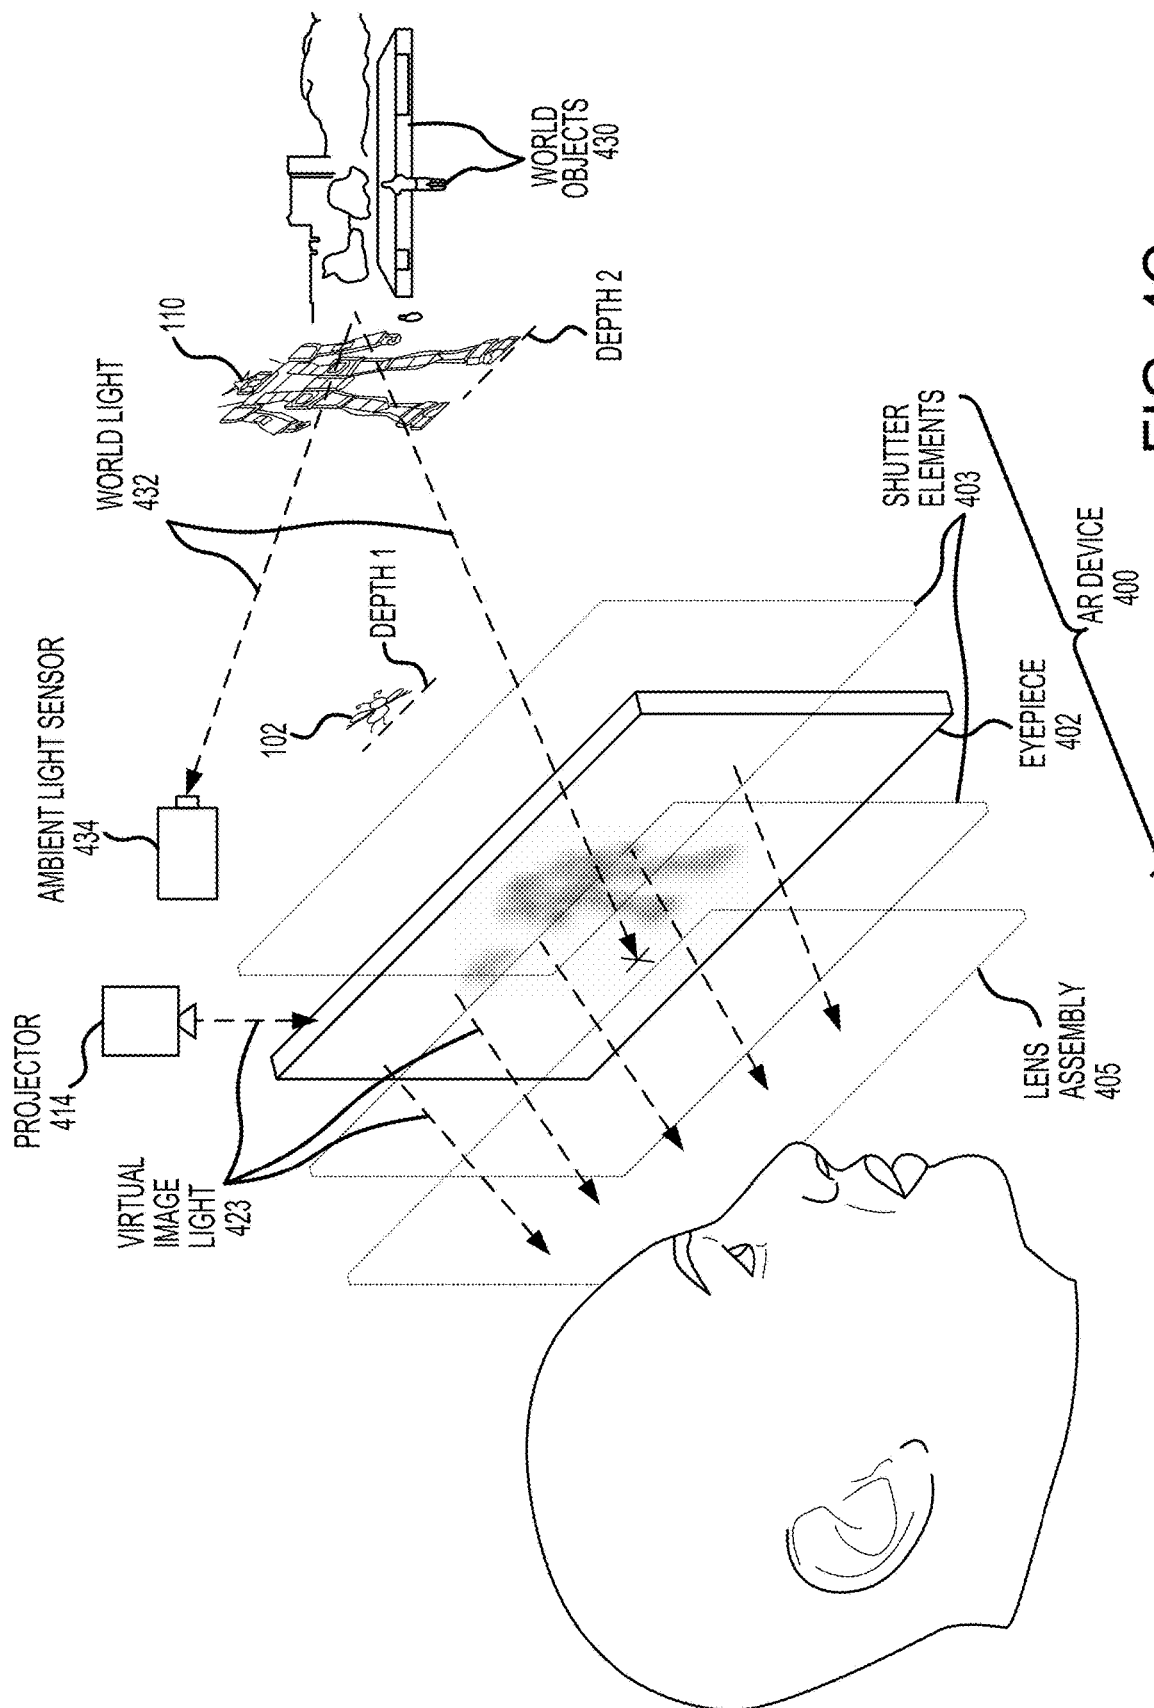 PROJECTOR
414
AMBIENT LIGHT SENSOR
434
WORLD LIGHT
432
110
VIRTUAL
IMAGE
LIGHT
423
102
DEPTH 1
DEPTH 2
WORLD
OBJECTS
430
SHUTTER
ELEMENTS
403
EYEPIECE
402
LENS
ASSEMBLY
405
AR DEVICE
400